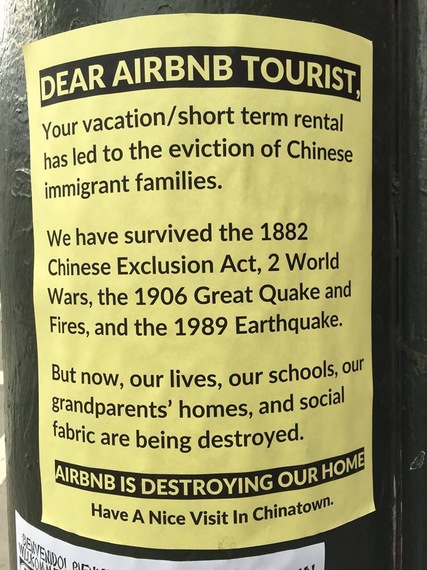 DEAR AIRBNB TOURIST,
Your vacation/short term rental
has led to the eviction of Chinese
immigrant families.
We have survived the 1882
Chinese Exclusion Act, 2 World
Wars, the 1906 Great Quake and
Fires, and the 1989 Earthquake.
But now, our lives, our schools, our
grandparents' homes, and social
fabric are being destroyed.
AIRBNB IS DESTROYING OUR HOME
Have A Nice Visit In Chinatown.
BIENVENIDO!